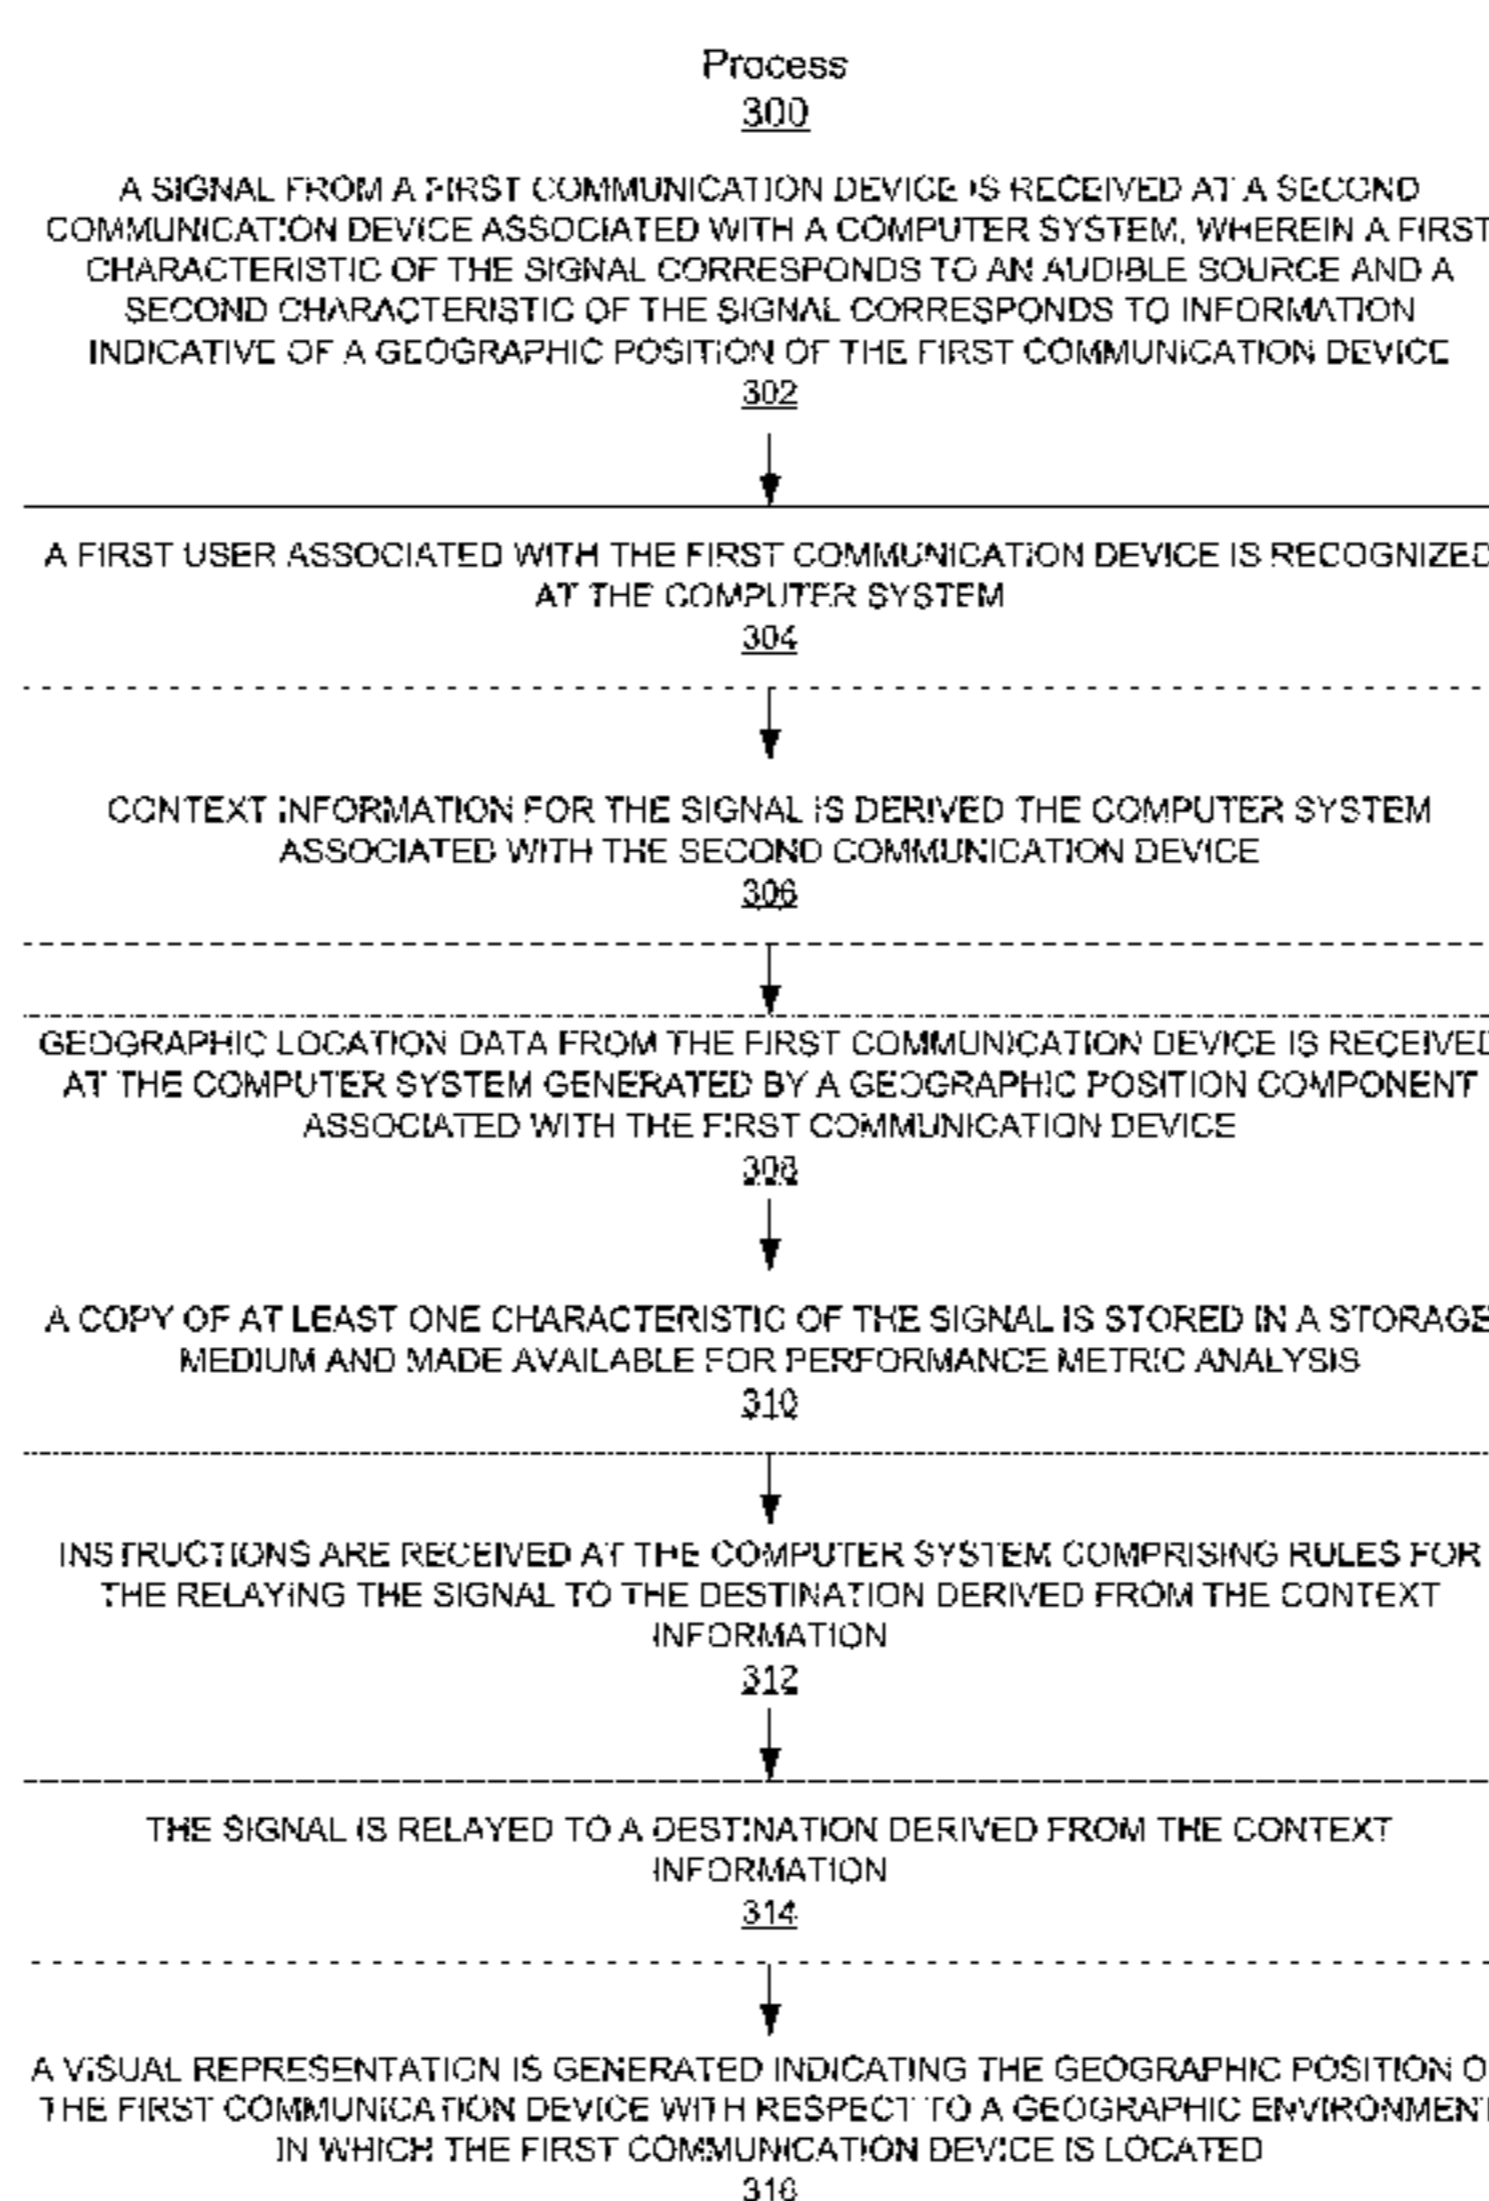 Process
300
A SIGNAL FROM A FIRST COMMUNICATION DEVICE IS RECEIVED AT A SECOND
COMMUNICATION DEVICE ASSOCIATED WITH A COMPUTER SYSTEM, WHEREIN A FIRST
CHARACTERISTIC OF THE SIGNAL CORRESPONDS TO AN AUDIBLE SOURCE AND A
SECOND CHARACTERISTIC OF THE SIGNAL CORRESPONDS TO INFORMATION
INDICATIVE OF A GEOGRAPHIC POSITION OF THE FIRST COMMUNICATION DEVICE
302
A FIRST USER ASSOCIATED WITH THE FIRST COMMUNICATION DEVICE IS RECOGNIZED
AT THE COMPUTER SYSTEM
304
CONTEXT INFORMATION FOR THE SIGNAL IS DERIVED THE COMPUTER SYSTEM
ASSOCIATED WITH THE SECOND COMMUNICATION DEVICE
306
GEOGRAPHIC LOCATION DATA FROM THE FIRST COMMUNICATION DEVICE IS RECEIVED
AT THE COMPUTER SYSTEM GENERATED BY A GEOGRAPHIC POSITION COMPONENT
ASSOCIATED WITH THE FIRST COMMUNICATION DEVICE
308
A COPY OF AT LEAST ONE CHARACTERISTIC OF THE SIGNAL IS STORED IN A STORAGE
MEDIUM AND MADE AVAILABLE FOR PERFORMANCE METRIC ANALYSIS
310
INSTRUCTIONS ARE RECEIVED AT THE COMPUTER SYSTEM COMPRISING RULES FOR
THE RELAYING THE SIGNAL TO THE DESTINATION DERIVED FROM THE CONTEXT
INFORMATION
312
THE SIGNAL IS RELAYED TO A DESTINATION DERIVED FROM THE CONTEXT
INFORMATION
314
A VISUAL REPRESENTATION IS GENERATED INDICATING THE GEOGRAPHIC POSITION O
THE FIRST COMMUNICATION DEVICE WITH RESPECT TO A GEOGRAPHIC ENVIRONMENT
IN WHICH THE FIRST COMMUNICATION DEVICE IS LOCATED
316